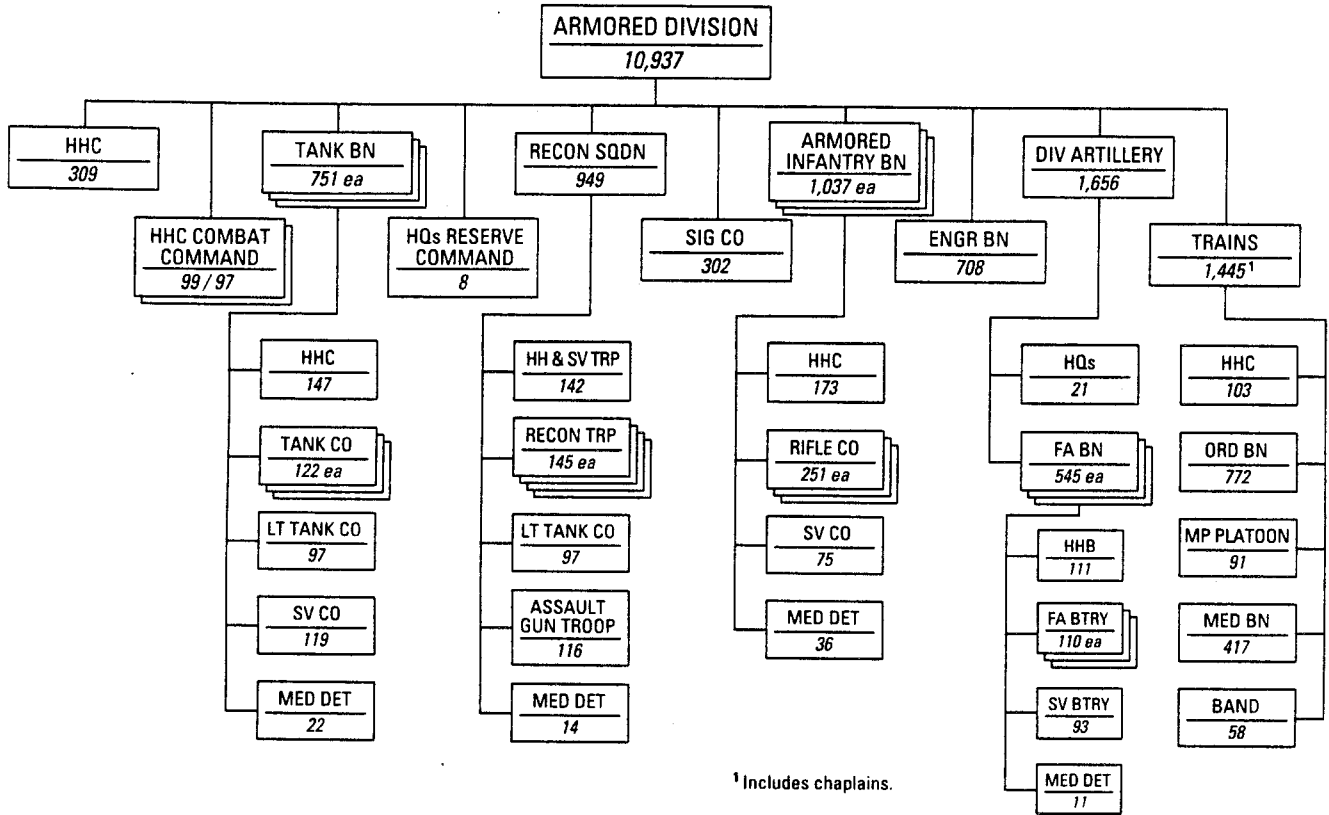 ARMORED DIVISION
10,937
HHC
309
TANK BN
751 ea
RECON SQDN
949
ARMORED
INFANTRY BN
1,037 ea
DIV ARTILLERY
1,656
HHC COMBAT
COMMAND
99 / 97
HQs RESERVE
COMMAND
8
SIG CO
302
ENGR BN
708
TRAINS
1,445¹
HHC
147
TANK CO
122 ea
LT TANK CO
97
SV CO
119
MED DET
22
HH & SV TRP
142
RECON TRP
145 ea
LT TANK CO
97
ASSAULT
GUN TROOP
116
MED DET
14
HHC
173
RIFLE CO
251 ea
SV CO
75
MED DET
36
HQs
21
FA BN
545 ea
HHB
111
FA BTRY
110 ea
SV BTRY
93
MED DET
11
HHC
103
ORD BN
772
MP PLATOON
91
MED BN
417
BAND
58
¹ Includes chaplains.